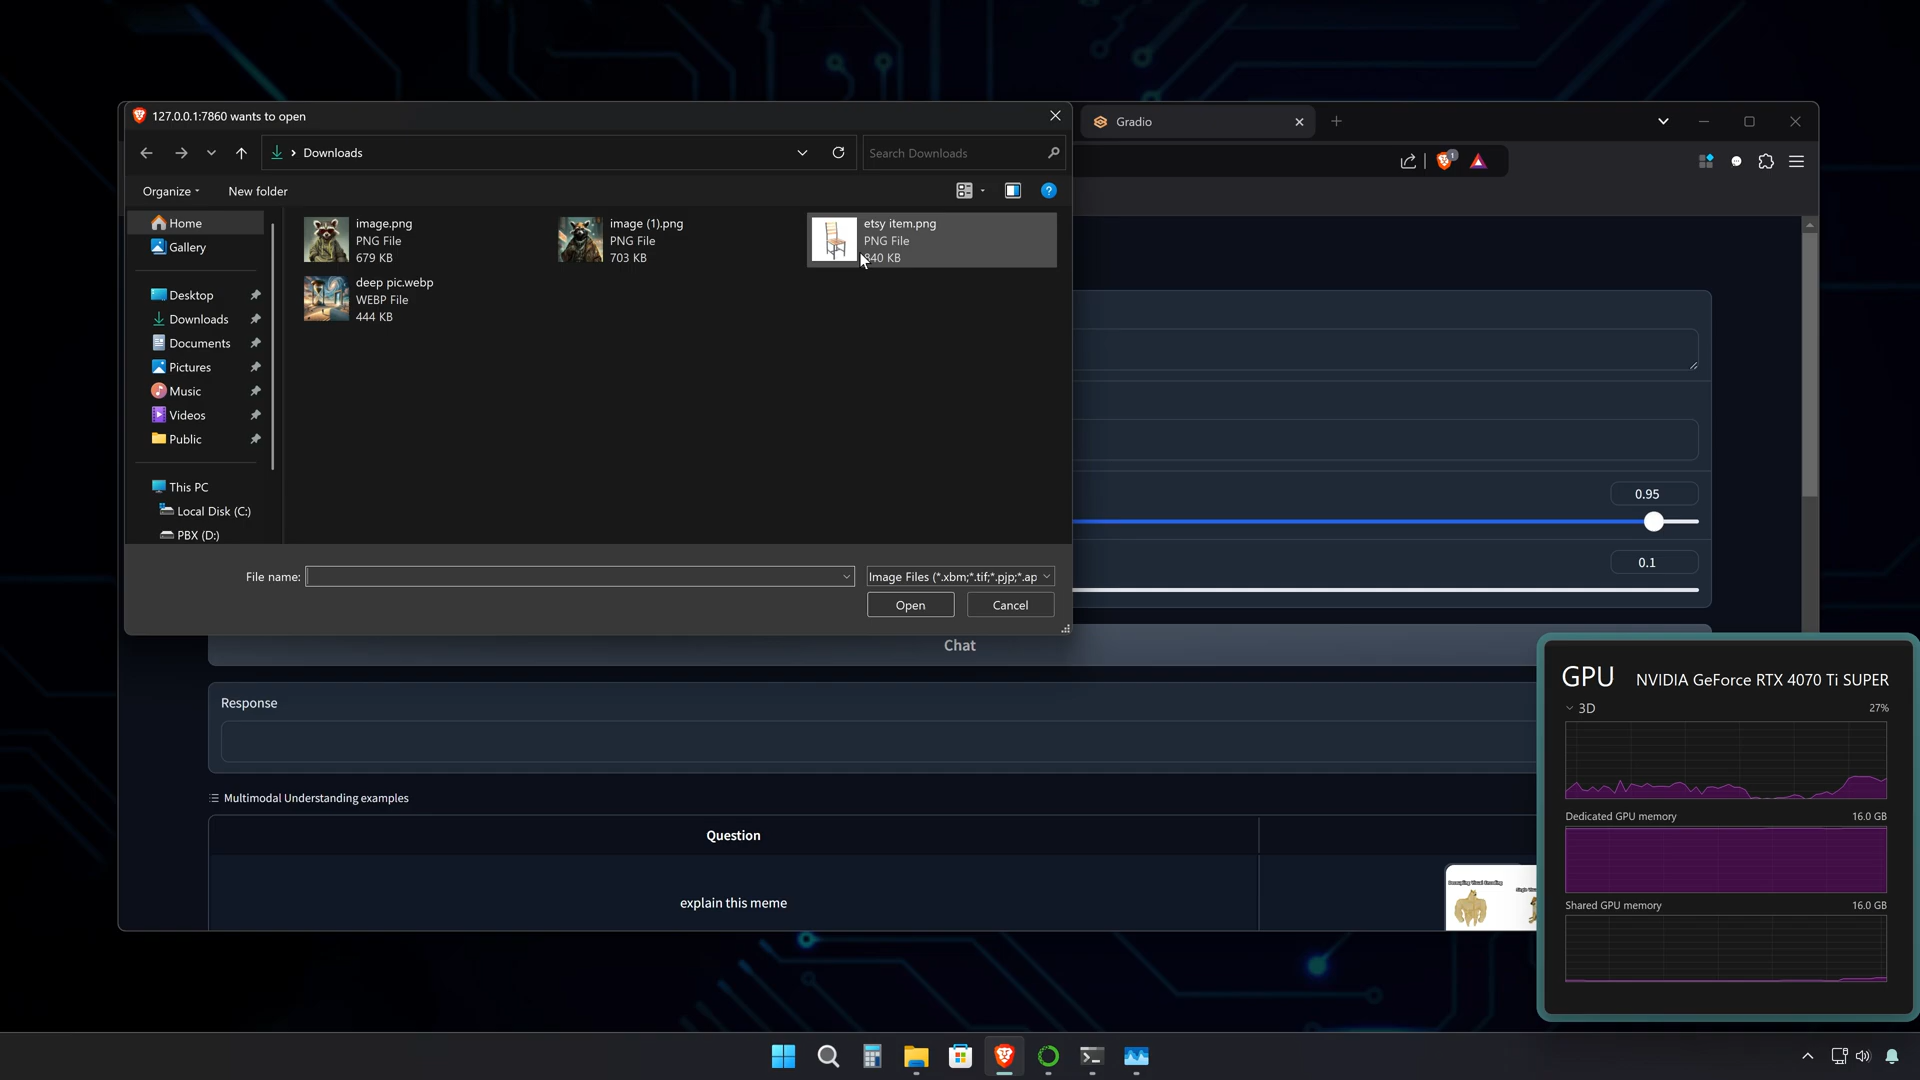 127.0.0.1:7860 wants to open
Gradio
Downloads
Search Downloads
1
Organize
New folder
Home
Gallery
Desktop
Downloads
Documents
Pictures
Music
Videos
Public
This PC
Local Disk (C:)
PBX (D:)
image.png
PNG File
679 KB
image (1).png
PNG File
703 KB
etsy item.png
PNG File
840 KB
deep pic.webp
WEBP File
444 KB
File name:
Image Files (*.xbm;*.tif;*.pjp;*.ap
Open
Cancel
0.95
0.1
Chat
Response
Multimodal Understanding examples
Question
explain this meme
Decoupling Visual Encoding
GPU
NVIDIA GeForce RTX 4070 Ti SUPER
3D
27%
Dedicated GPU memory
16.0 GB
Shared GPU memory
16.0 GB